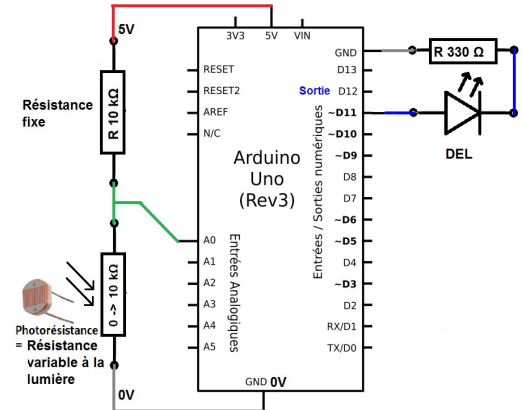 5V
3V3
5V
VIN
GND
R 330 Ω
RESET
D13
RESET2
Sortie
D12
Résistance
fixe
R 10 kΩ
AREF
~D11
N/C
~D10
DEL
Arduino
Uno
(Rev3)
~D9
D8
D7
Entrées / Sorties numériques
~D6
A0
~D5
A1
D4
A2
~D3
A3
D2
A4
RX/D1
A5
TX/D0
Entrées Analogiques
0 -> 10 kΩ
Photorésistance
= Résistance
variable à la
lumière
0V
GND 0V